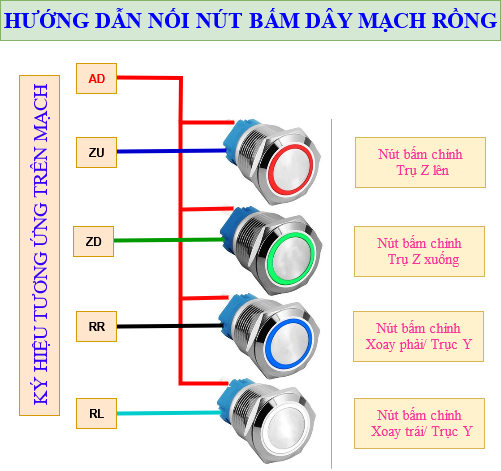 HƯỚNG DẪN NỐI NÚT BẤM DÂY MẠCH RỒNG
KÝ HIỆU TƯƠNG ỨNG TRÊN MẠCH
AD
ZU
Nút bấm chỉnh
Trụ Z lên
ZD
Nút bấm chỉnh
Trụ Z xuống
RR
Nút bấm chỉnh
Xoay phải/ Trục Y
RL
Nút bấm chỉnh
Xoay trái/ Trục Y